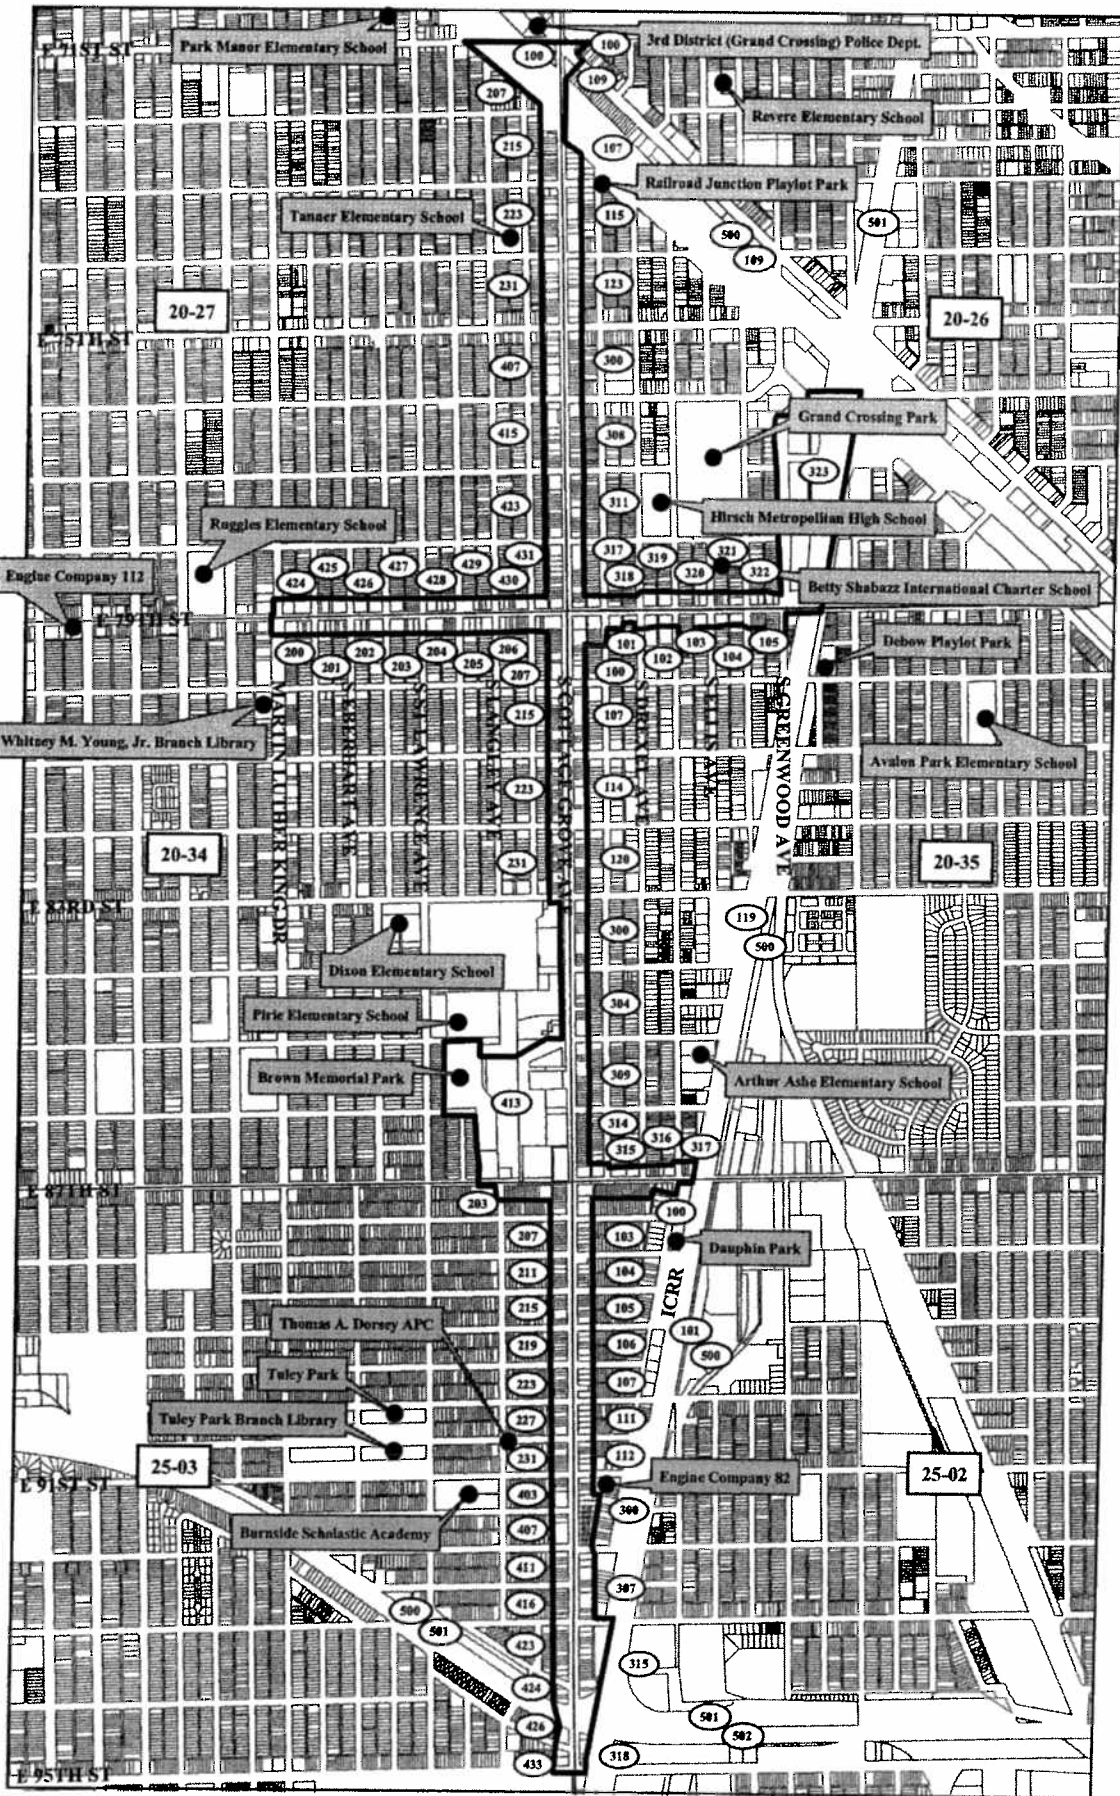 E 71ST ST
Park Manor Elementary School
3rd District (Grand Crossing) Police Dept.
100
100
207
109
Revere Elementary School
215
107
Railroad Junction Playlot Park
Tanner Elementary School
223
115
501
500
109
231
123
20-27
20-26
E 75TH ST
407
300
Grand Crossing Park
415
308
323
423
311
Hirsch Metropolitan High School
Ruggles Elementary School
424
425
426
427
428
429
430
431
317
318
319
320
321
322
Engine Company 112
Betty Shabazz International Charter School
E 79TH ST
200
201
202
203
204
205
206
207
101
100
102
103
104
105
Debow Playlot Park
MARTIN LUTHER KING DR
S EBERHART AVE
S ST LAWRENCE AVE
S LANGLEY AVE
S COTTAGE GROVE AVE
S DREXEL AVE
S ELLIS AVE
S GREENWOOD AVE
Whitney M. Young, Jr. Branch Library
215
107
Avalon Park Elementary School
223
114
20-34
231
120
20-35
E 83RD ST
300
119
500
Dixon Elementary School
Pirie Elementary School
304
Brown Memorial Park
413
309
Arthur Ashe Elementary School
314
315
316
317
E 87TH ST
203
100
207
103
Dauphin Park
211
104
ICRR
215
105
Thomas A. Dorsey APC
219
106
101
500
Tuley Park
223
107
Tuley Park Branch Library
227
111
25-03
231
112
25-02
E 91ST ST
403
Engine Company 82
300
Burnside Scholastic Academy
407
411
307
500
416
501
423
315
424
501
426
502
433
318
E 95TH ST